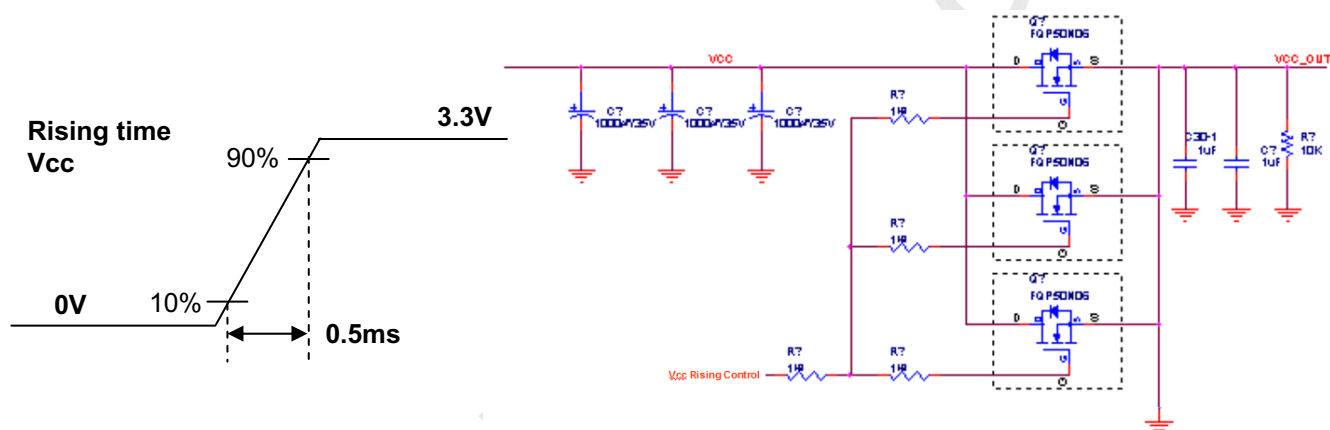 Rising time
Vcc
0V
10%
90%
3.3V
0.5ms
VCC
C?
1000uF/35V
C?
1000uF/35V
C?
1000uF/35V
R?
1K
R?
1K
R?
1K
R?
1K
Vcc Rising Control
Q?
FQP50N06
D
S
G
Q?
FQP50N06
D
S
G
Q?
FQP50N06
D
S
G
VCC_OUT
C30-1
1uF
C?
1uF
R?
10K